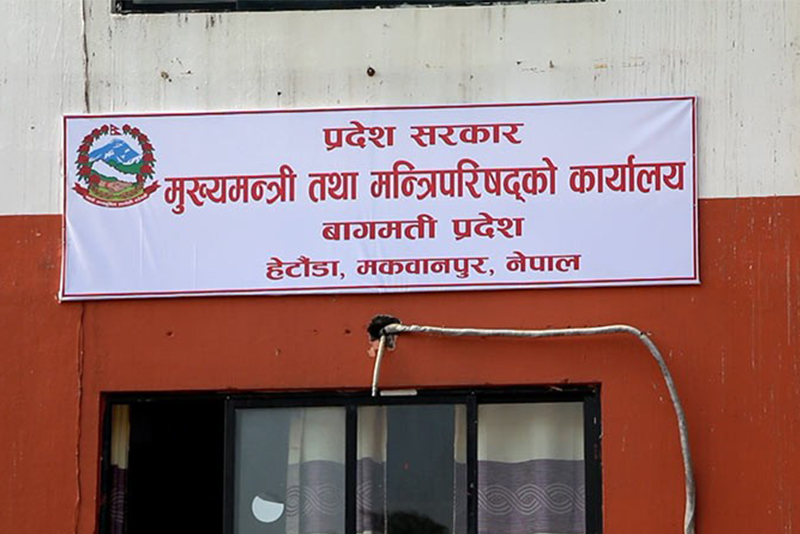 प्रदेश सरकार
मुख्यमन्त्री तथा मन्त्रिपरिषद्को कार्यालय
बागमती प्रदेश
हेटौंडा, मकवानपुर, नेपाल